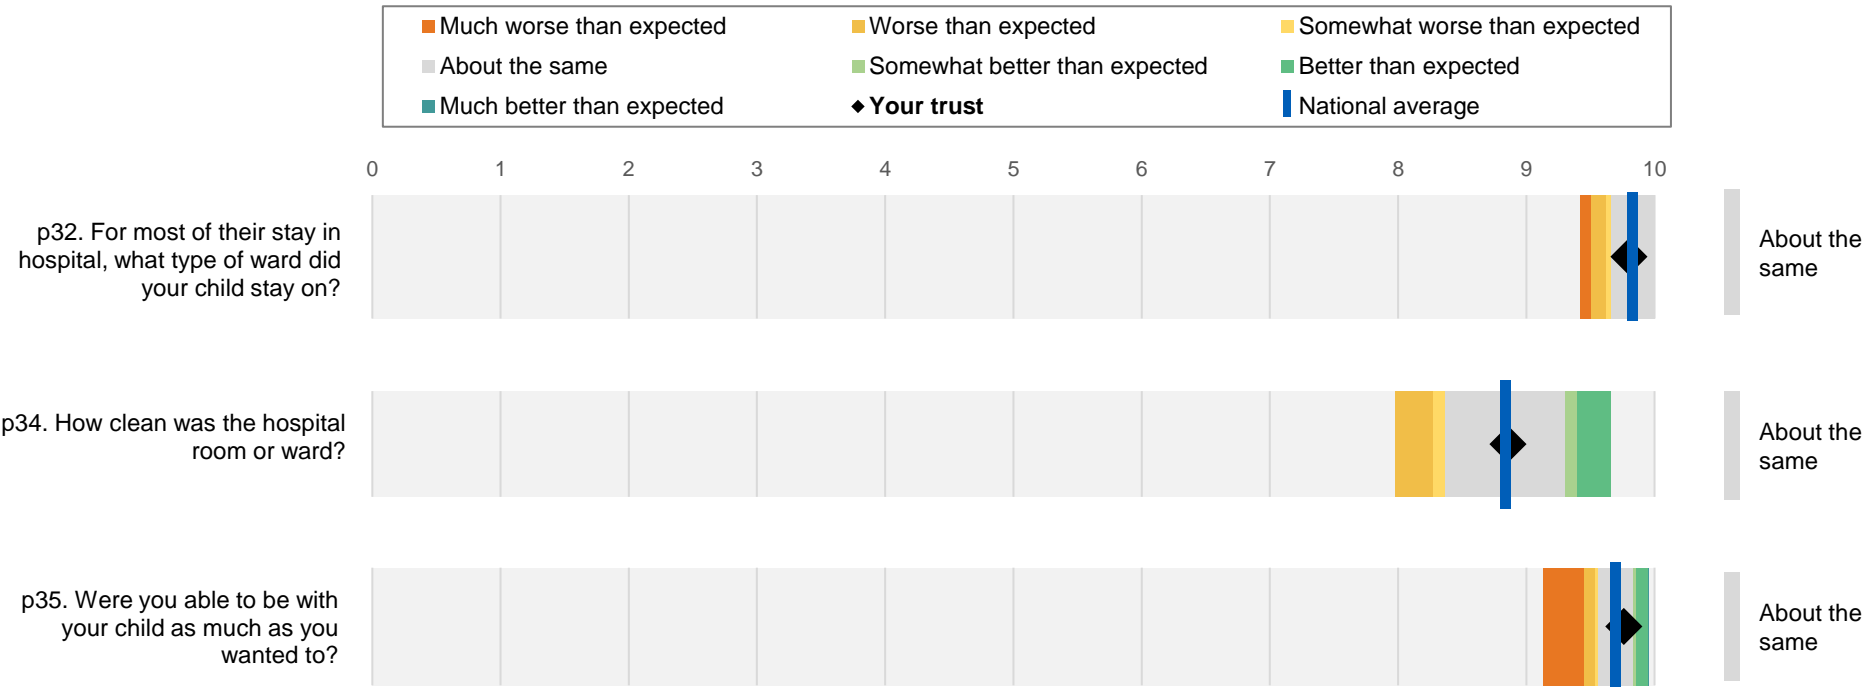 Much worse than expected
Worse than expected
Somewhat worse than expected
About the same
Somewhat better than expected
Better than expected
Much better than expected
Your trust
National average
0 1 2 3 4 5 6 7 8 9 10
p32. For most of their stay in
hospital, what type of ward did
your child stay on?
About the
same
p34. How clean was the hospital
room or ward?
About the
same
p35. Were you able to be with
your child as much as you
wanted to?
About the
same